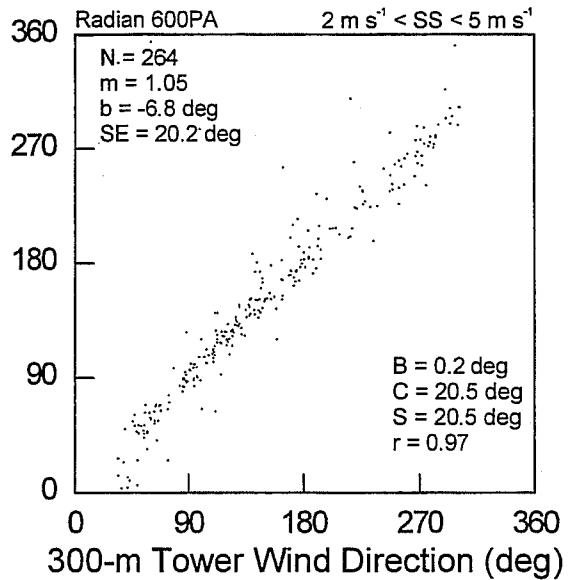 Radian 600PA 2 m s⁻¹ < SS < 5 m s⁻¹
360
N = 264
m = 1.05
b = -6.8 deg
SE = 20.2 deg
270
180
90
B = 0.2 deg
C = 20.5 deg
S = 20.5 deg
r = 0.97
0
0 90 180 270 360
300-m Tower Wind Direction (deg)